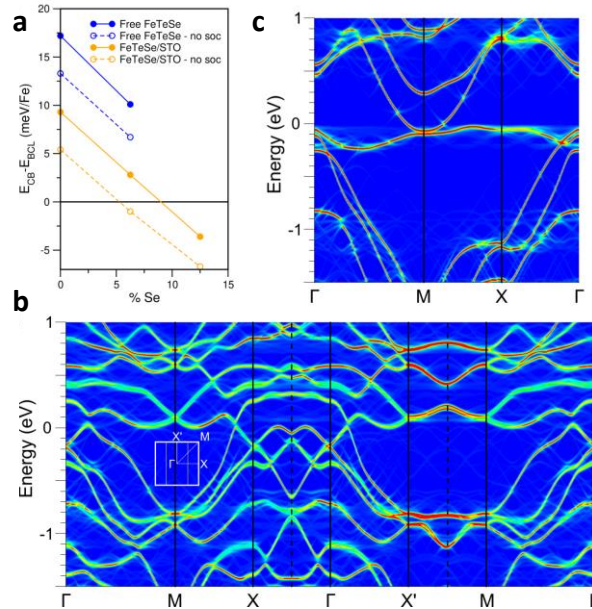 a
Free FeTeSe
Free FeTeSe - no soc
FeTeSe/STO
FeTeSe/STO - no soc
20
15
10
5
0
-5
E_CB-E_BCL (meV/Fe)
0 5 10 15
% Se
c
1
0
-1
Energy (eV)
Γ M X Γ
b
1
0
-1
Energy (eV)
X' M
Γ X
Γ M X Γ X' M Γ